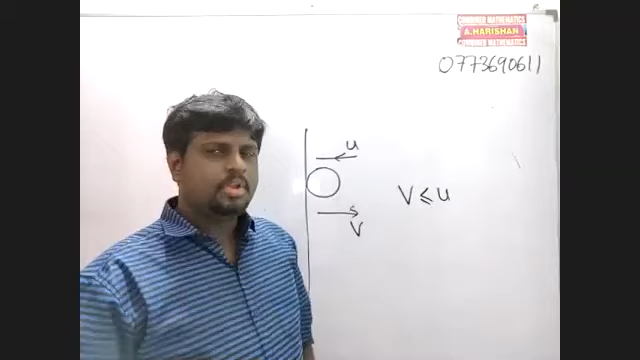 COMBINED MATHEMATICS
A.HARISHAN
COMBINED MATHEMATICS
0773690611
u
V ≤ u
V